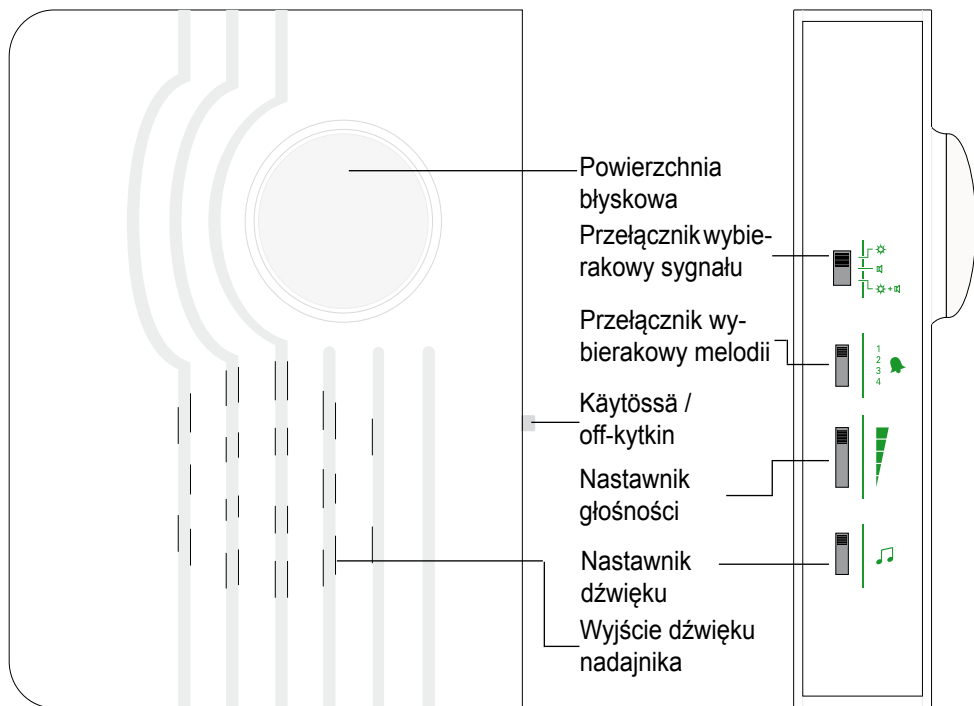 Powierzchnia
błyskowa
Przełącznik wybie-
rakowy sygnału
Przełącznik wy-
bierakowy melodii
Käytössä /
off-kytkin
Nastawnik
głośności
Nastawnik
dźwięku
Wyjście dźwięku
nadajnika
+
1
2
3
4